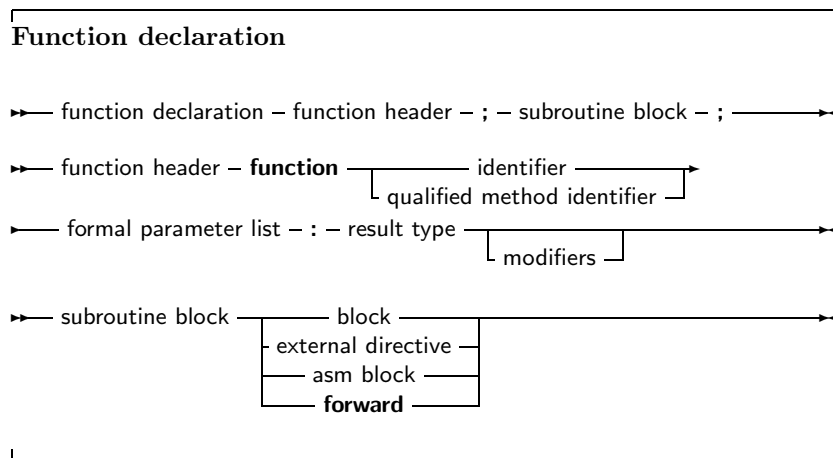 Function declaration
function declaration function header ; subroutine block ;
function header function identifier
qualified method identifier
formal parameter list : result type
modifiers
subroutine block block
external directive
asm block
forward